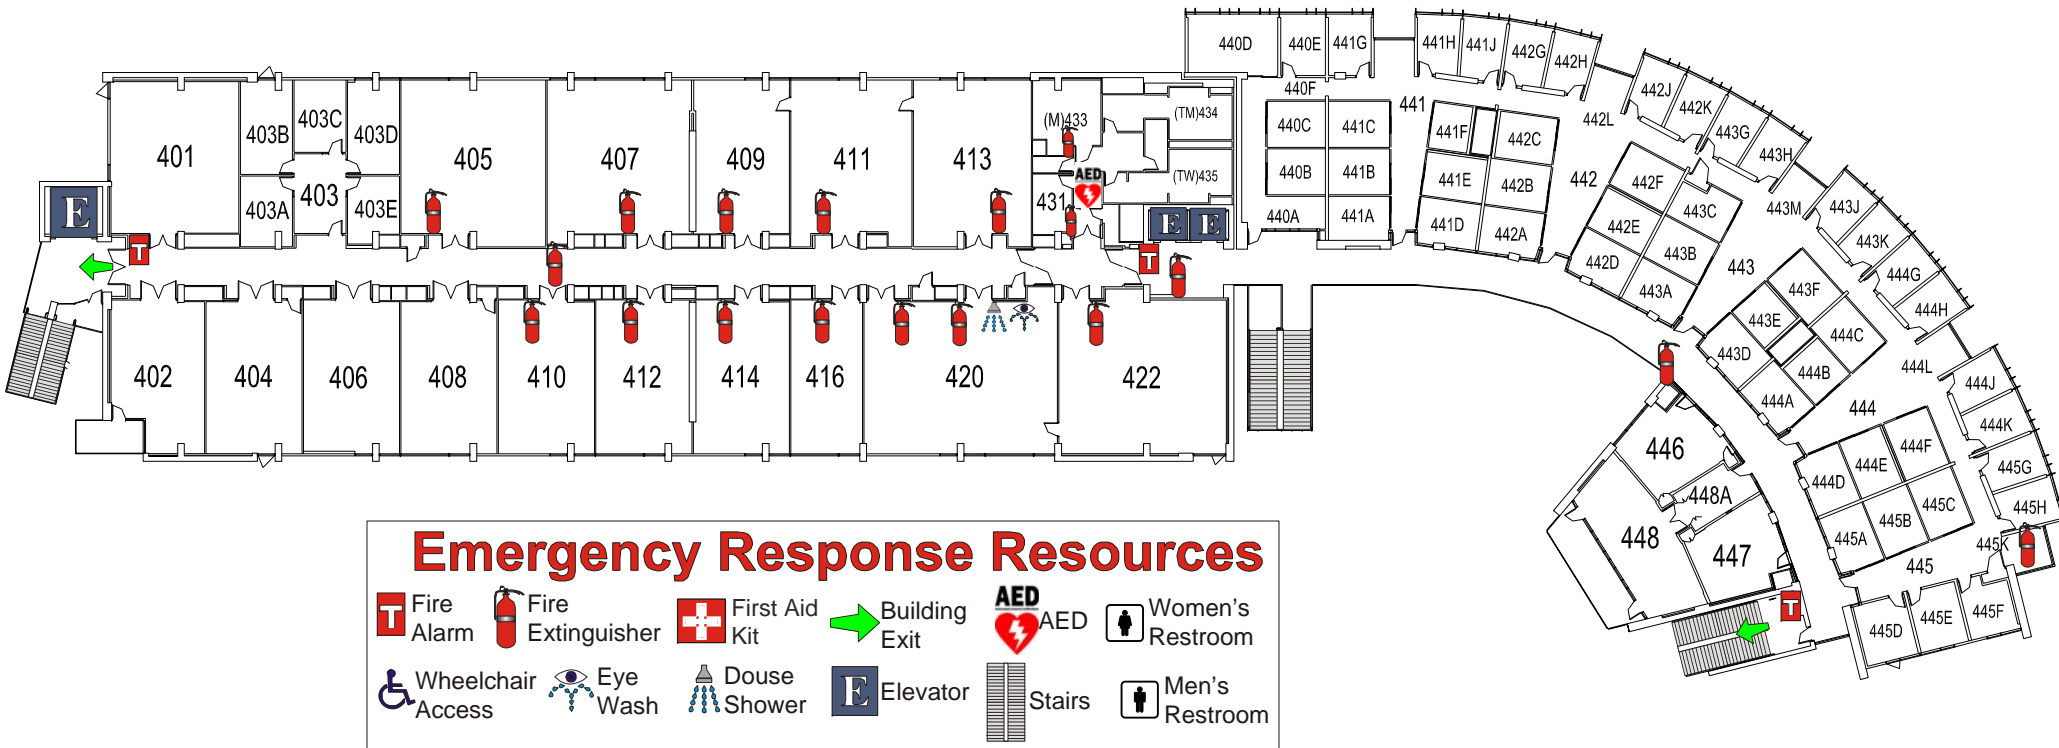 440D
440E
441G
441H
441J
442G
442H
440F
441
442J
442K
442L
443G
443H
401
403B
403C
403D
405
407
409
411
413
(M)433
(TM)434
440C
441C
441F
442C
403
403A
403E
AED
431
(TW)435
440B
441B
441E
442B
442
442F
443C
443M
443J
443K
440A
441A
441D
442A
442E
443B
442D
443A
443
444G
444H
E
E
E
T
T
443F
443E
444C
443D
444B
444A
444L
444
444J
444K
402
404
406
408
410
412
414
416
420
422
446
448A
448
447
444F
444E
444D
445G
445H
445C
445B
445A
445K
445
445D
445E
445F
T
Emergency Response Resources
T Fire
Alarm
Fire
Extinguisher
First Aid
Kit
Building
Exit
AED
AED
Women's
Restroom
Wheelchair
Access
Eye
Wash
Douse
Shower
E Elevator
Stairs
Men's
Restroom